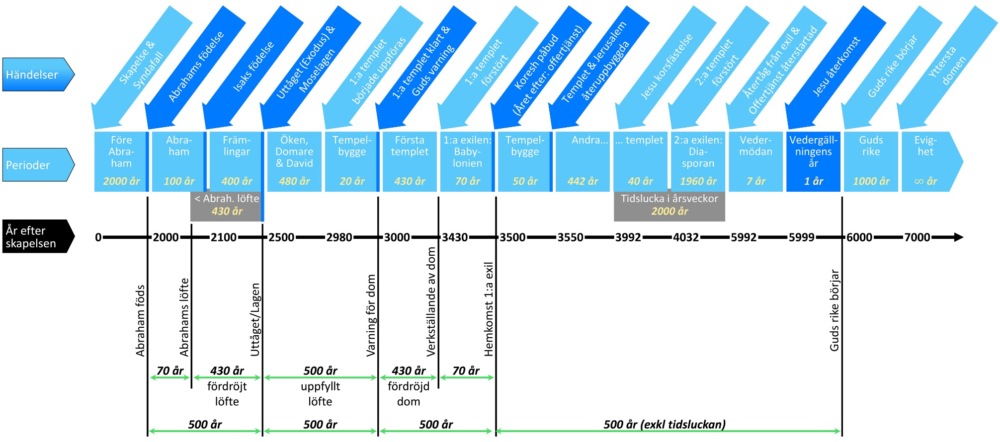 Händelser
Skapelse &
Syndafall
Abrahams födelse
Isaks födelse
Uttåget (Exodus) &
Moselagen
1:a templet
började uppföras
1:a templet klart &
Guds varning
1:a templet
förstört
Koresh påbud
(Året efter: offertjänst)
Templet & Jerusalem
återuppbyggda
Jesu korsfästelse
2:a templet
förstört
Återtåg från exil &
Offertjänst återstartad
Jesu återkomst
Guds rike börjar
Yttersta
domen
Perioder
Före
Abra-
ham
2000 år
Abra-
ham
100 år
Främ-
lingar
400 år
Öken,
Domare
& David
480 år
Tempel-
bygge
20 år
Första
templet
430 år
1:a exilen:
Baby-
lonien
70 år
Tempel-
bygge
50 år
Andra...
442 år
... templet
40 år
2:a exilen:
Dia-
sporan
1960 år
Veder-
mödan
7 år
Vedergäll-
ningens
år
1 år
Guds
rike
1000 år
Evig-
het
∞ år
< Abrah. löfte
430 år
Tidslucka i årsveckor
2000 år
År efter
skapelsen
0 2000 2100 2500 2980 3000 3430 3500 3550 3992 4032 5992 5999 6000 7000
Abraham föds
Abrahams löfte
Uttåget/Lagen
Varning för dom
Verkställande av dom
Hemkomst 1:a exil
Guds rike börjar
70 år
430 år
fördröjt
löfte
500 år
uppfyllt
löfte
430 år
fördröjd
dom
70 år
500 år
500 år
500 år
500 år (exkl tidsluckan)